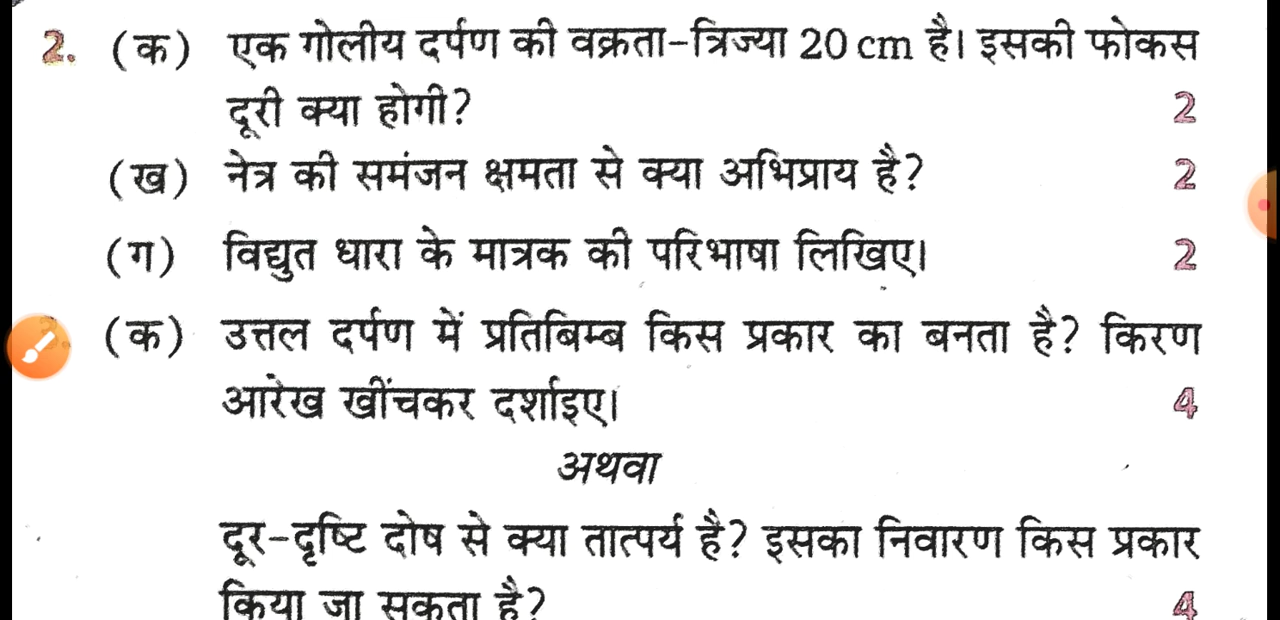 2. (क) एक गोलीय दर्पण की वक्रता-त्रिज्या 20 cm है। इसकी फोकस
दूरी क्या होगी? 2
(ख) नेत्र की समंजन क्षमता से क्या अभिप्राय है? 2
(ग) विद्युत धारा के मात्रक की परिभाषा लिखिए। 2
3. (क) उत्तल दर्पण में प्रतिबिम्ब किस प्रकार का बनता है? किरण
आरेख खींचकर दर्शाइए। 4
अथवा
दूर-दृष्टि दोष से क्या तात्पर्य है? इसका निवारण किस प्रकार
किया जा सकता है? 4